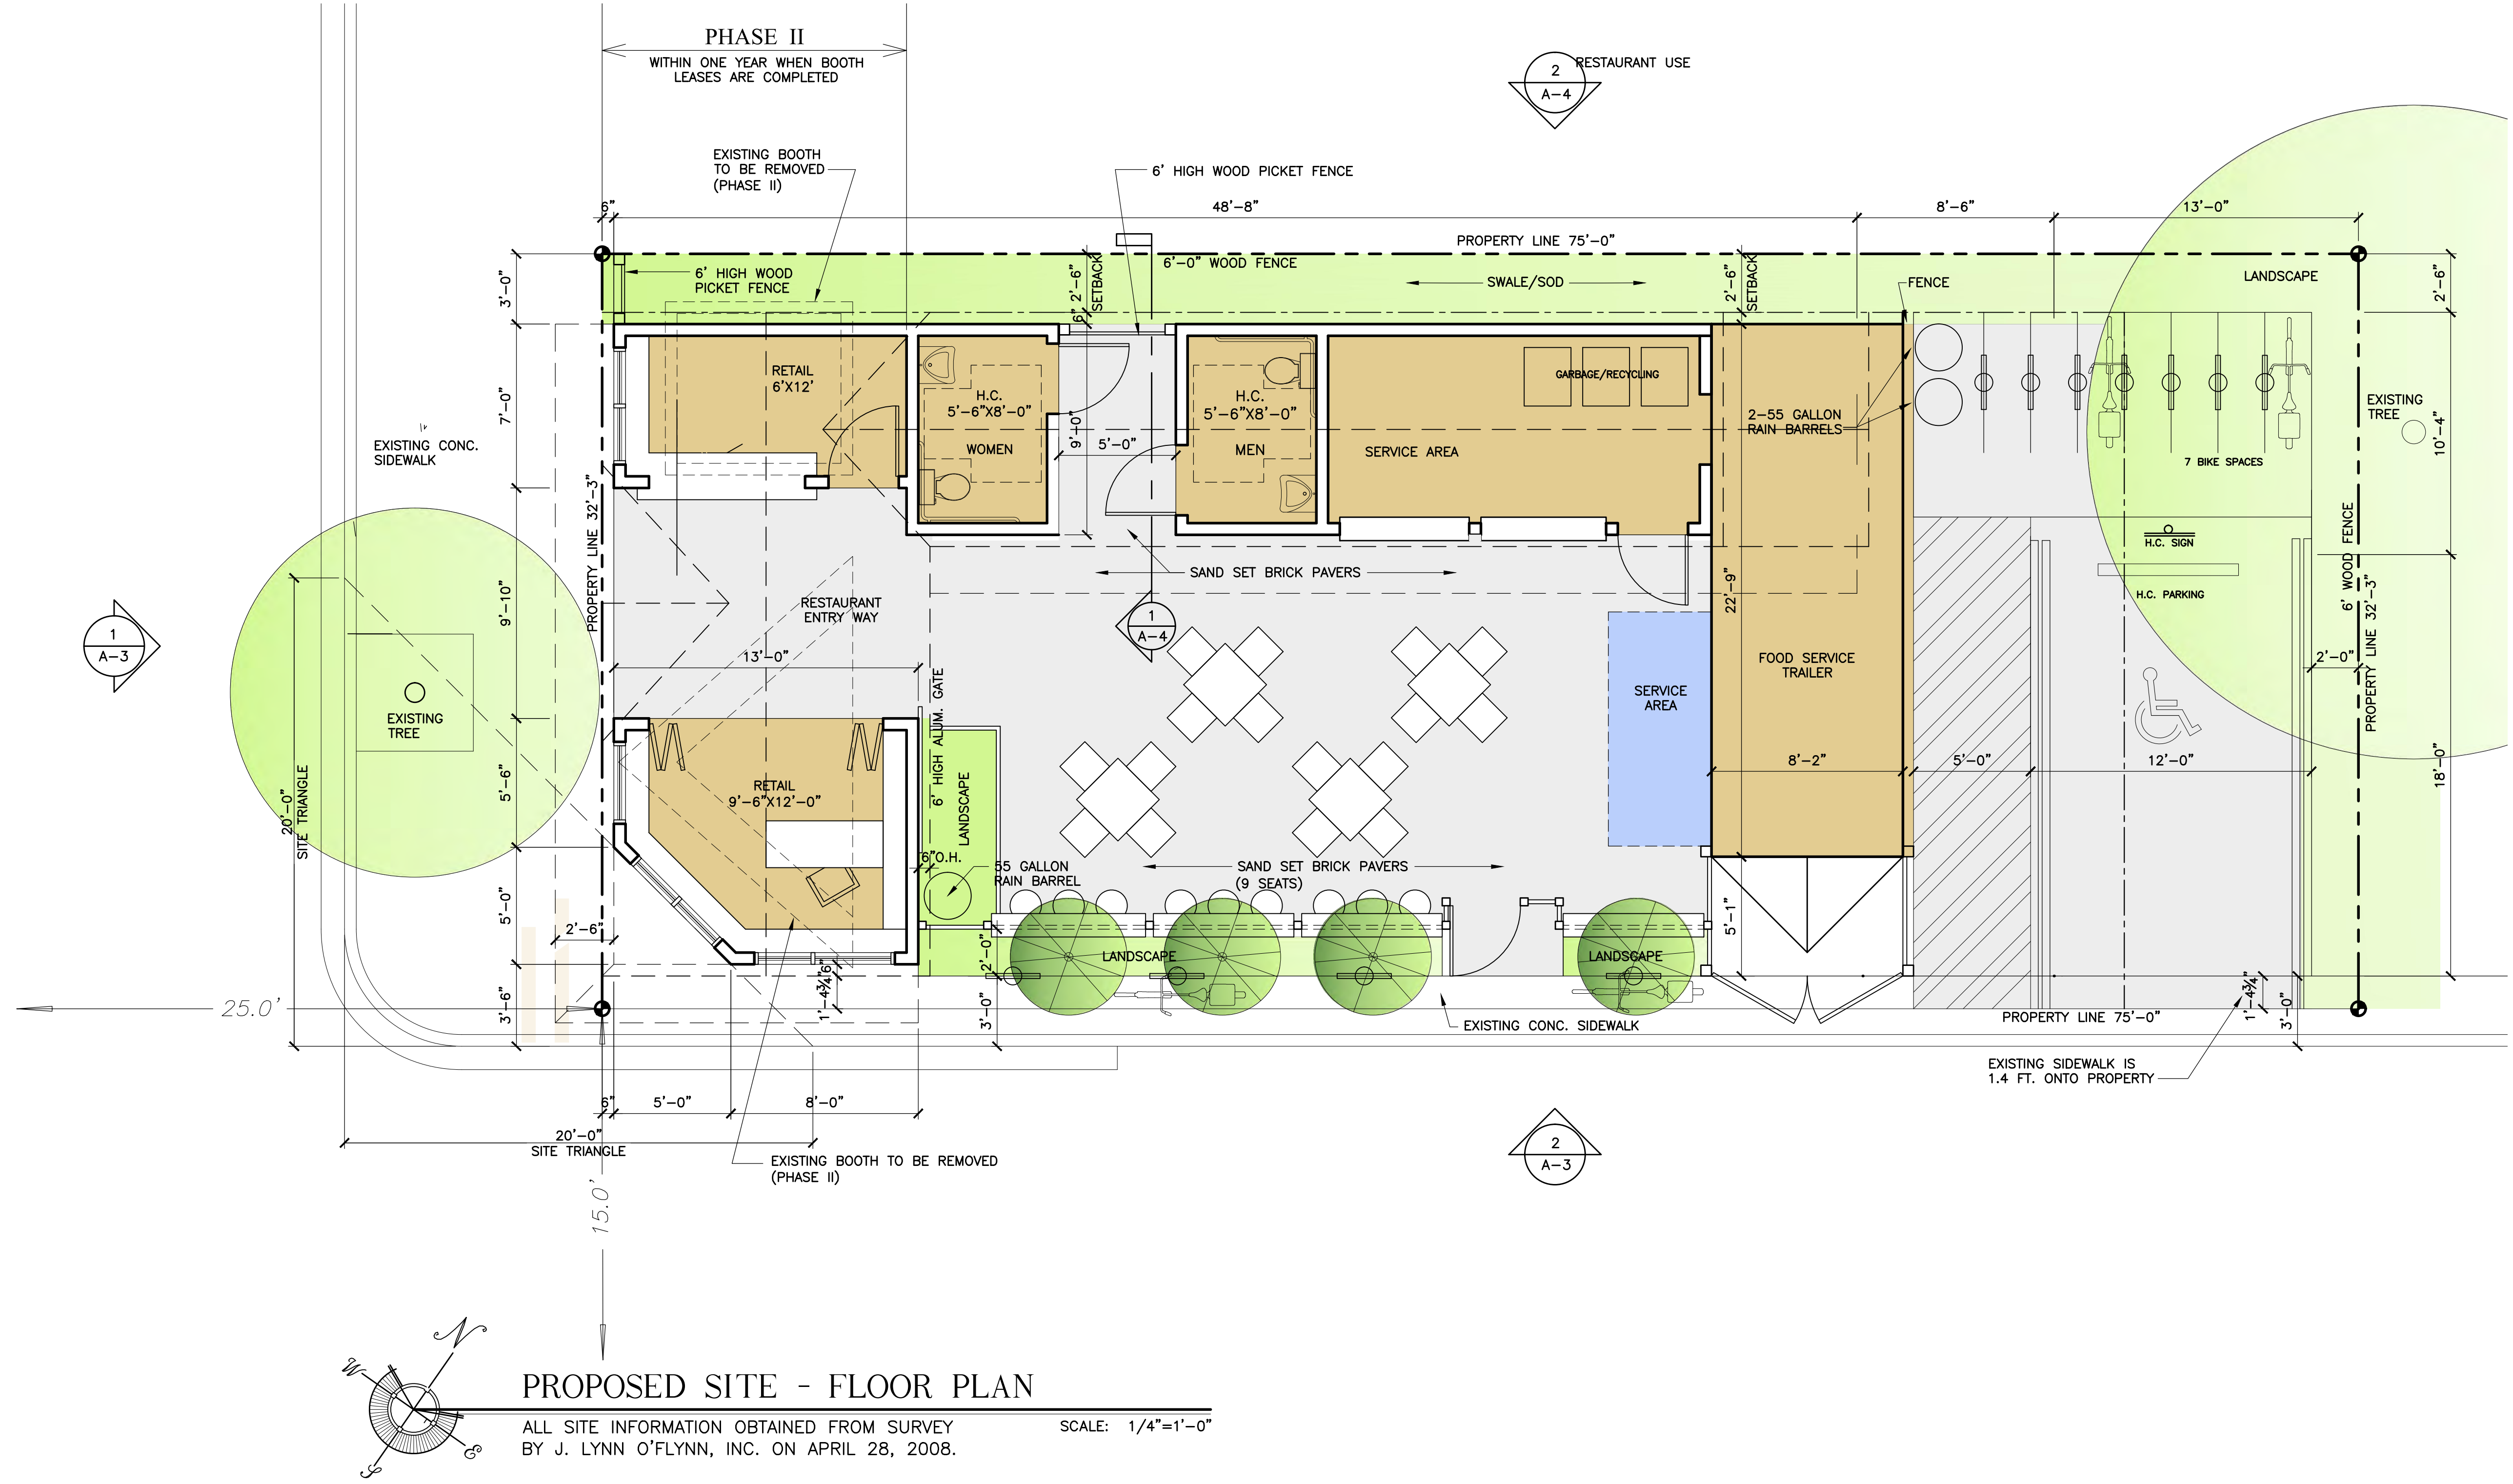 PHASE II
WITHIN ONE YEAR WHEN BOOTH
LEASES ARE COMPLETED
2
A-4
RESTAURANT USE
EXISTING BOOTH
TO BE REMOVED
(PHASE II)
6' HIGH WOOD PICKET FENCE
6"
48'-8"
8'-6"
13'-0"
PROPERTY LINE 75'-0"
6'-0" WOOD FENCE
6' HIGH WOOD
PICKET FENCE
3'-0"
2'-6"
SETBACK
6"
SWALE/SOD
2'-6"
SETBACK
FENCE
LANDSCAPE
2'-6"
RETAIL
6'X12'
7'-0"
H.C.
5'-6"X8'-0"
WOMEN
9'-0"
5'-0"
H.C.
5'-6"X8'-0"
MEN
GARBAGE/RECYCLING
SERVICE AREA
2-55 GALLON
RAIN BARRELS
7 BIKE SPACES
EXISTING
TREE
10'-4"
EXISTING CONC.
SIDEWALK
PROPERTY LINE 32'-3"
H.C. SIGN
H.C. PARKING
6' WOOD FENCE
PROPERTY LINE 32'-3"
SAND SET BRICK PAVERS
22'-9"
9'-10"
RESTAURANT
ENTRY WAY
1
A-4
1
A-3
13'-0"
6' HIGH ALUM. GATE
FOOD SERVICE
TRAILER
SERVICE
AREA
2'-0"
EXISTING
TREE
8'-2"
5'-0"
12'-0"
18'-0"
20'-0"
SITE TRIANGLE
5'-6"
RETAIL
9'-6"X12'-0"
LANDSCAPE
6"O.H.
55 GALLON
RAIN BARREL
SAND SET BRICK PAVERS
(9 SEATS)
5'-0"
2'-6"
5'-1"
2'-0"
LANDSCAPE
LANDSCAPE
6"
1'-4¾"
3'-6"
3'-0"
1'-4¾"
3'-0"
25.0'
EXISTING CONC. SIDEWALK
PROPERTY LINE 75'-0"
EXISTING SIDEWALK IS
1.4 FT. ONTO PROPERTY
6"
5'-0"
8'-0"
20'-0"
SITE TRIANGLE
EXISTING BOOTH TO BE REMOVED
(PHASE II)
2
A-3
15.0'
N
W
E
S
PROPOSED SITE - FLOOR PLAN
ALL SITE INFORMATION OBTAINED FROM SURVEY
BY J. LYNN O'FLYNN, INC. ON APRIL 28, 2008.
SCALE: 1/4"=1'-0"